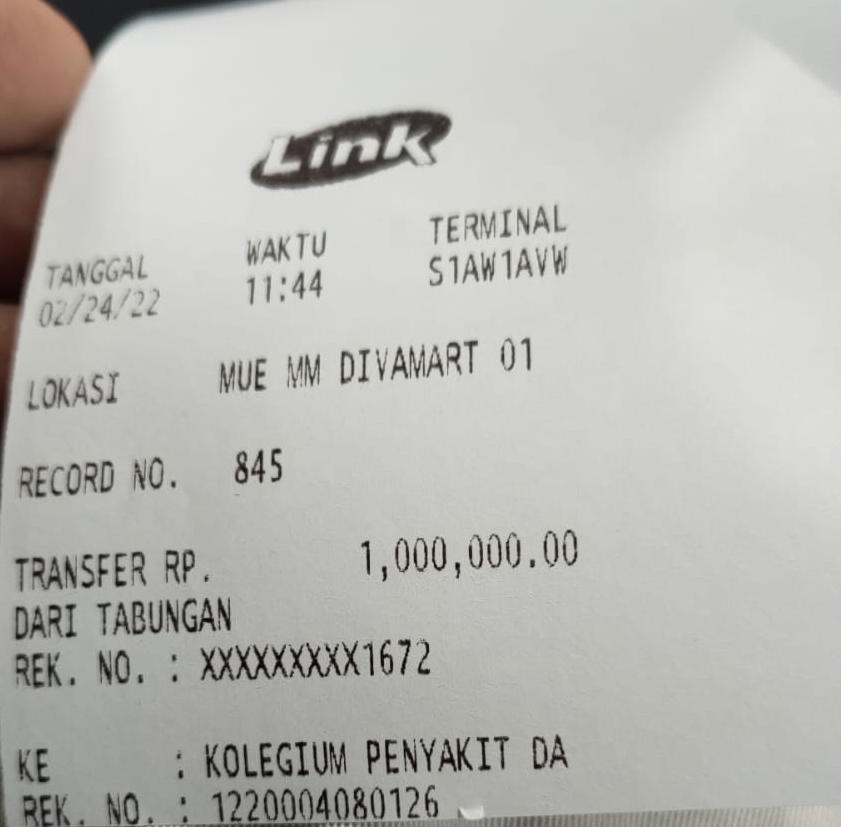 Link
TANGGAL WAKTU TERMINAL
02/24/22 11:44 S1AW1AVW
LOKASI MUE MM DIVAMART 01
RECORD NO. 845
TRANSFER RP. 1,000,000.00
DARI TABUNGAN
REK. NO. : XXXXXXXXX1672
KE : KOLEGIUM PENYAKIT DA
REK. NO. : 1220004080126